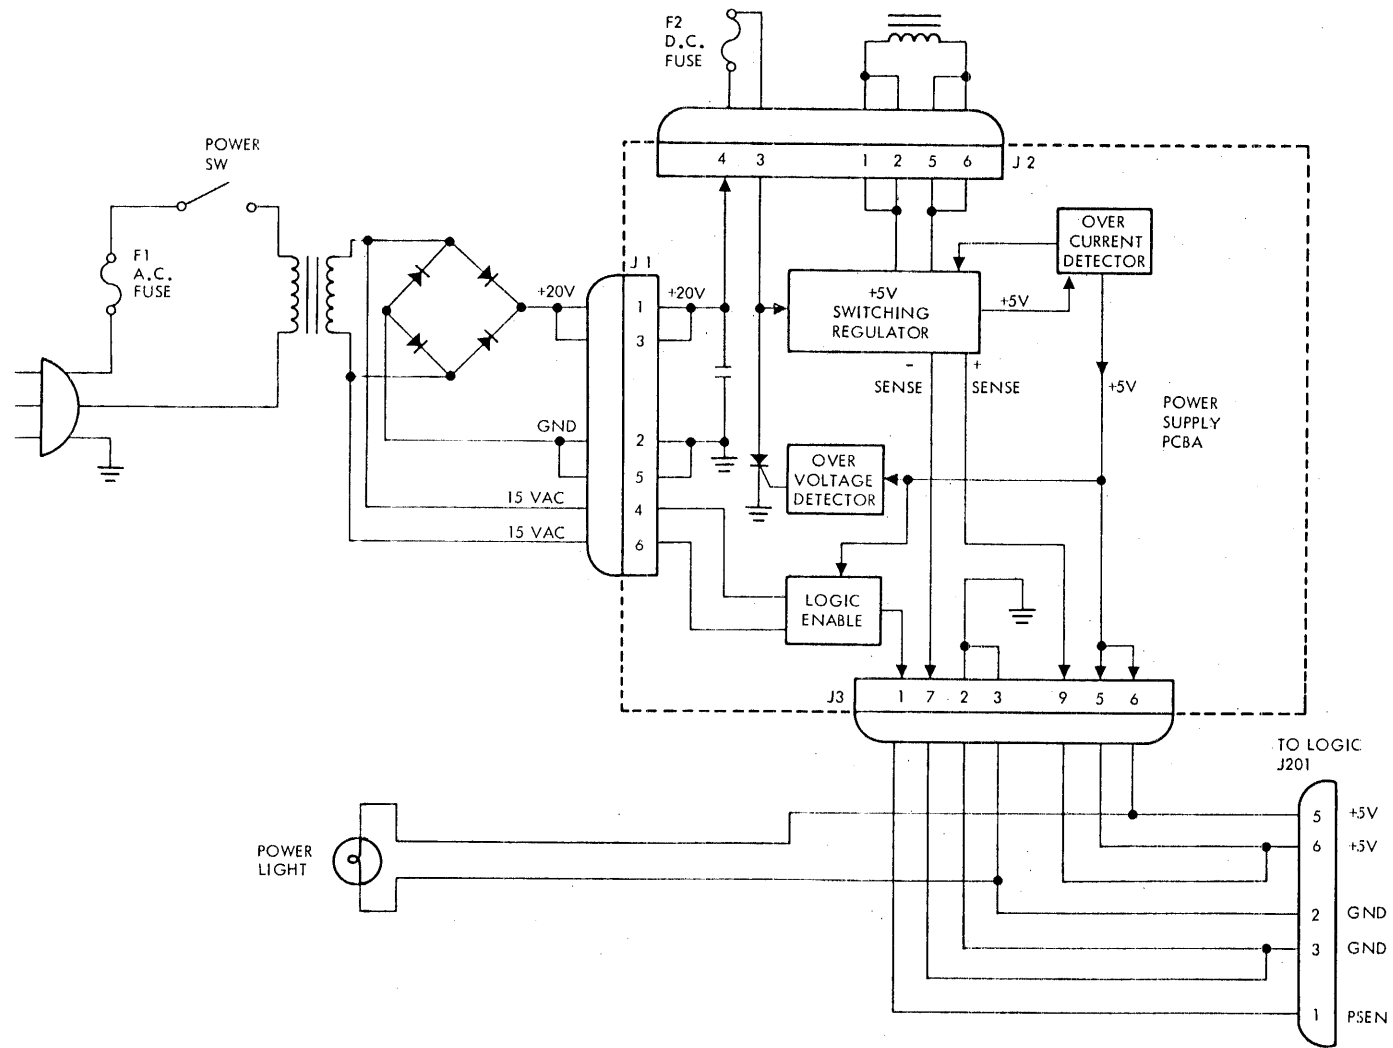 F2
D.C.
FUSE
POWER
SW
4 3 1 2 5 6 J2
F1
A.C.
FUSE
J1
OVER
CURRENT
DETECTOR
+20V
1
+20V
3
+5V
SWITCHING
REGULATOR
+5V
-
SENSE
+
SENSE
+5V
POWER
SUPPLY
PCBA
GND
2
5
15 VAC
4
15 VAC
6
OVER
VOLTAGE
DETECTOR
LOGIC
ENABLE
J3
1 7 2 3 9 5 6
TO LOGIC
J201
5 +5V
6 +5V
2 GND
3 GND
1 PSEN
POWER
LIGHT